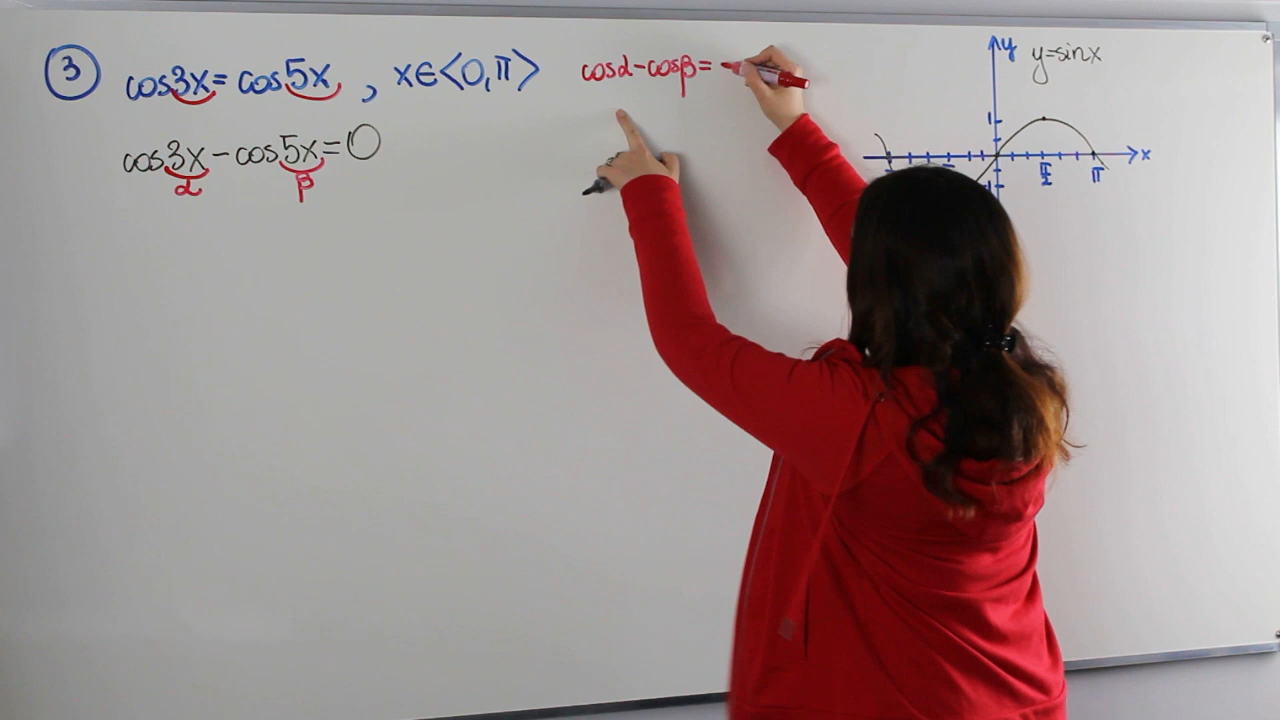 ③ cos3x = cos5x , x∈<0,π>
cos3x - cos5x = 0
α β
cosα - cosβ =
y
y=sinx
1
x
π/2 π